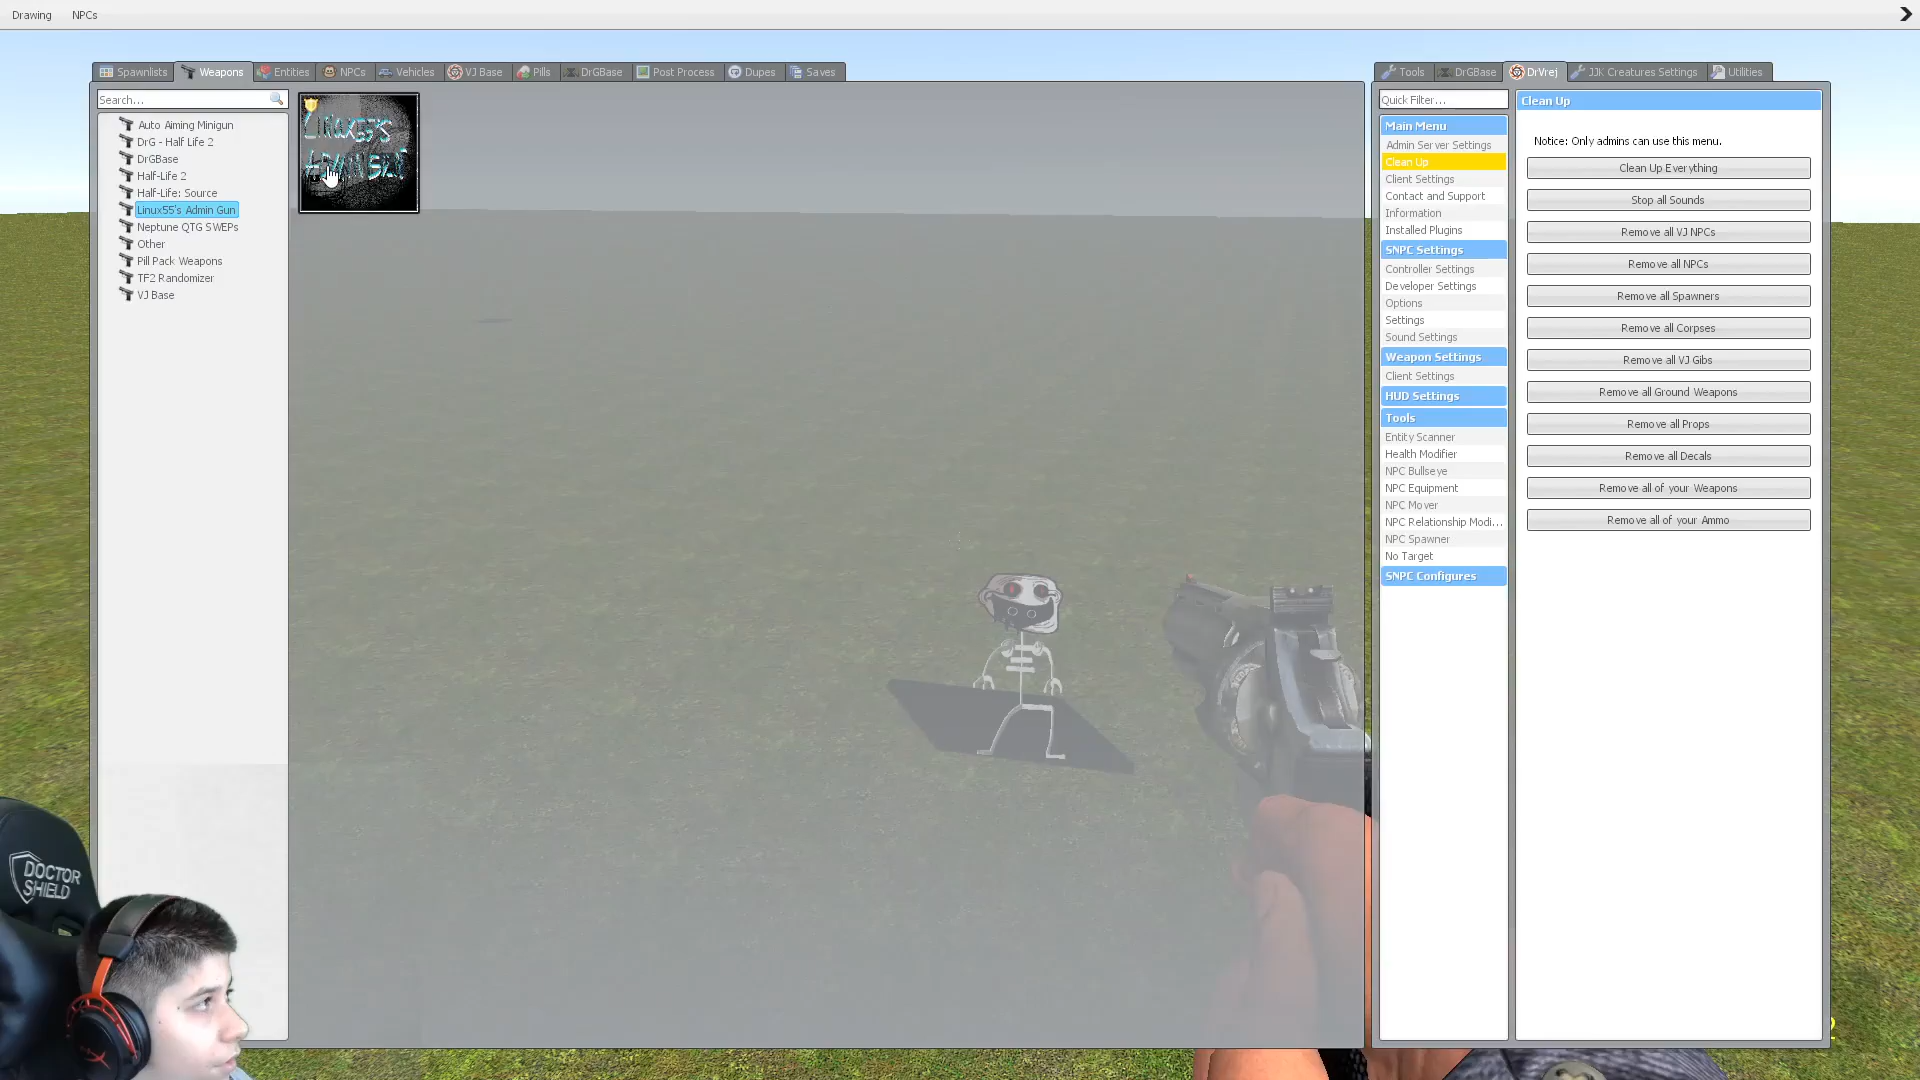 Drawing NPCs
Spawnlists Weapons Entities NPCs Vehicles VJ Base Pills DrGBase Post Process Dupes Saves
Search...
Auto Aiming Minigun
DrG - Half Life 2
DrGBase
Half-Life 2
Half-Life: Source
Linux55's Admin Gun
Neptune QTG SWEPs
Other
Pill Pack Weapons
TF2 Randomizer
VJ Base
Linux55's
DOCTOR
SHIELD
Tools DrGBase DrVrej JJK Creatures Settings Utilities
Quick Filter...
Main Menu
Admin Server Settings
Clean Up
Client Settings
Contact and Support
Information
Installed Plugins
SNPC Settings
Controller Settings
Developer Settings
Options
Settings
Sound Settings
Weapon Settings
Client Settings
HUD Settings
Tools
Entity Scanner
Health Modifier
NPC Bullseye
NPC Equipment
NPC Mover
NPC Relationship Modi...
NPC Spawner
No Target
SNPC Configures
Clean Up
Notice: Only admins can use this menu.
Clean Up Everything
Stop all Sounds
Remove all VJ NPCs
Remove all NPCs
Remove all Spawners
Remove all Corpses
Remove all VJ Gibs
Remove all Ground Weapons
Remove all Props
Remove all Decals
Remove all of your Weapons
Remove all of your Ammo